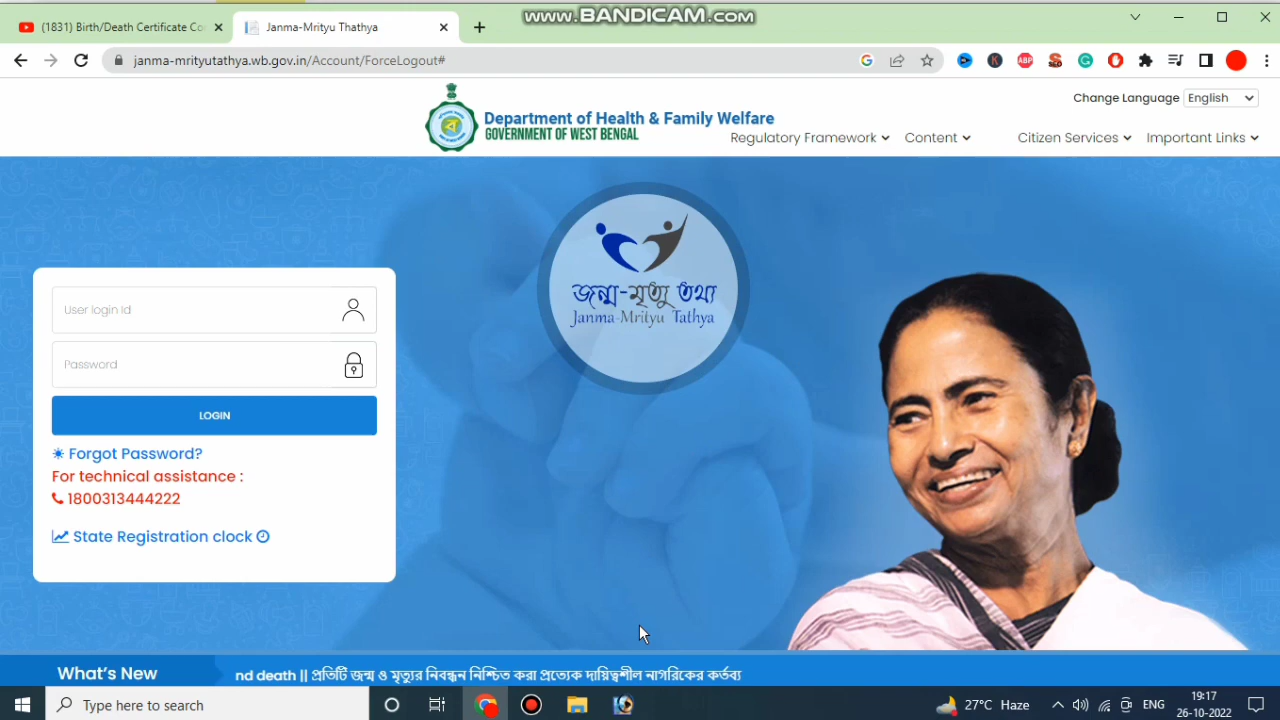 www.BANDICAM.com
(1831) Birth/Death Certificate Co
Janma-Mrityu Thathya
janma-mrityutathya.wb.gov.in/Account/ForceLogout#
Change Language English
Department of Health & Family Welfare
GOVERNMENT OF WEST BENGAL
Regulatory Framework Content Citizen Services Important Links
জন্ম-মৃত্যু তথ্য
Janma-Mrityu Tathya
User login Id
Password
LOGIN
Forgot Password?
For technical assistance :
1800313444222
State Registration clock
What's New
nd death || প্রতিটি জন্ম ও মৃত্যুর নিবন্ধন নিশ্চিত করা প্রত্যেক দায়িত্বশীল নাগরিকের কর্তব্য
Type here to search
27°C Haze
ENG
19:17
26-10-2022